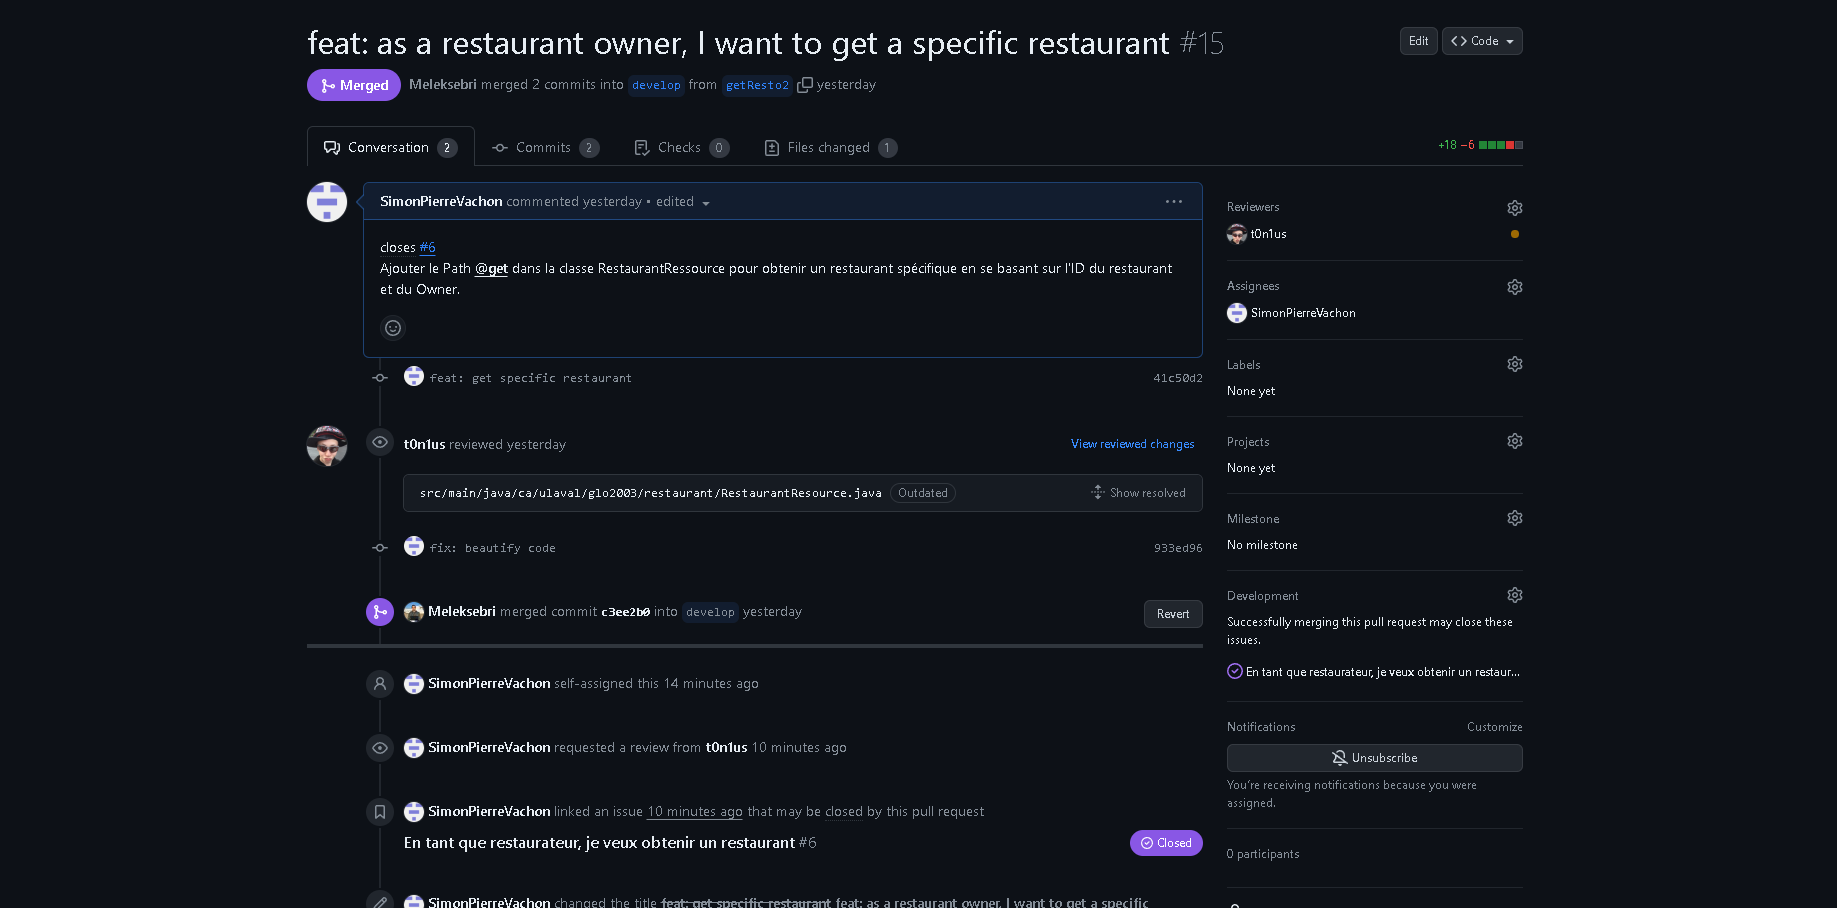 feat: as a restaurant owner, I want to get a specific restaurant #15
Edit
Code
Merged
Meleksebri merged 2 commits into develop from getResto2 yesterday
Conversation 2
Commits 2
Checks 0
Files changed 1
+18 −6
SimonPierreVachon commented yesterday • edited
closes #6
Ajouter le Path @get dans la classe RestaurantRessource pour obtenir un restaurant spécifique en se basant sur l'ID du restaurant
et du Owner.
feat: get specific restaurant 41c50d2
t0n1us reviewed yesterday
View reviewed changes
src/main/java/ca/ulaval/glo2003/restaurant/RestaurantResource.java Outdated
Show resolved
fix: beautify code 933ed96
Meleksebri merged commit c3ee2b0 into develop yesterday
Revert
SimonPierreVachon self-assigned this 14 minutes ago
SimonPierreVachon requested a review from t0n1us 10 minutes ago
SimonPierreVachon linked an issue 10 minutes ago that may be closed by this pull request
En tant que restaurateur, je veux obtenir un restaurant #6
Closed
SimonPierreVachon changed the title feat: get specific restaurant feat: as a restaurant owner, I want to get a specific
Reviewers
t0n1us
Assignees
SimonPierreVachon
Labels
None yet
Projects
None yet
Milestone
No milestone
Development
Successfully merging this pull request may close these
issues.
En tant que restaurateur, je veux obtenir un restaur...
Notifications
Customize
Unsubscribe
You're receiving notifications because you were
assigned.
0 participants